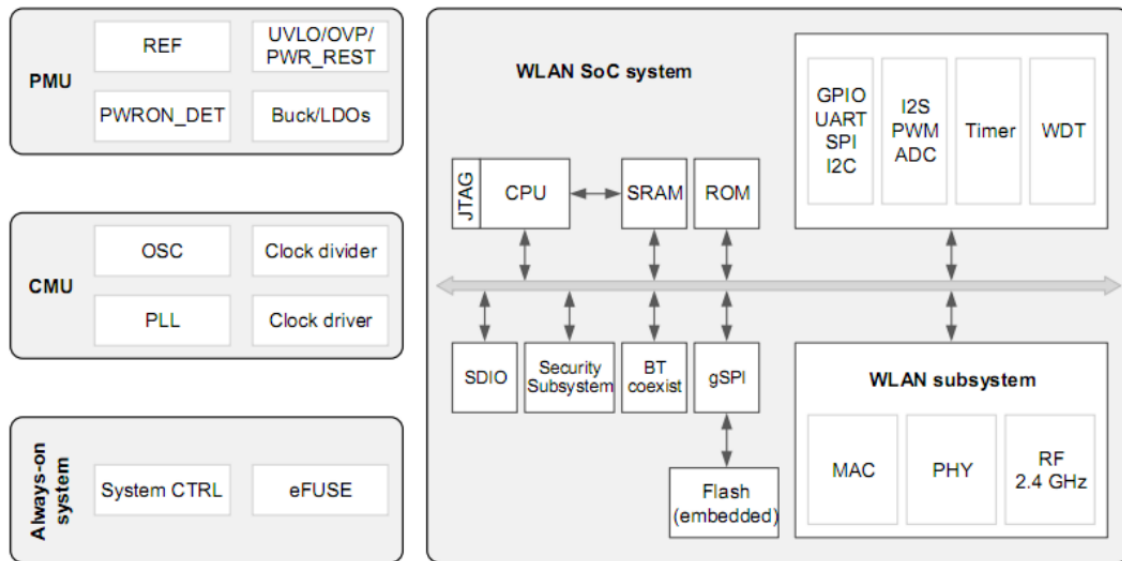 PMU
REF
UVLO/OVP/
PWR_REST
PWRON_DET
Buck/LDOs
CMU
OSC
Clock divider
PLL
Clock driver
Always-on
system
System CTRL
eFUSE
WLAN SoC system
GPIO
UART
SPI
I2C
I2S
PWM
ADC
Timer
WDT
JTAG
CPU
SRAM
ROM
SDIO
Security
Subsystem
BT
coexist
gSPI
Flash
(embedded)
WLAN subsystem
MAC
PHY
RF
2.4 GHz